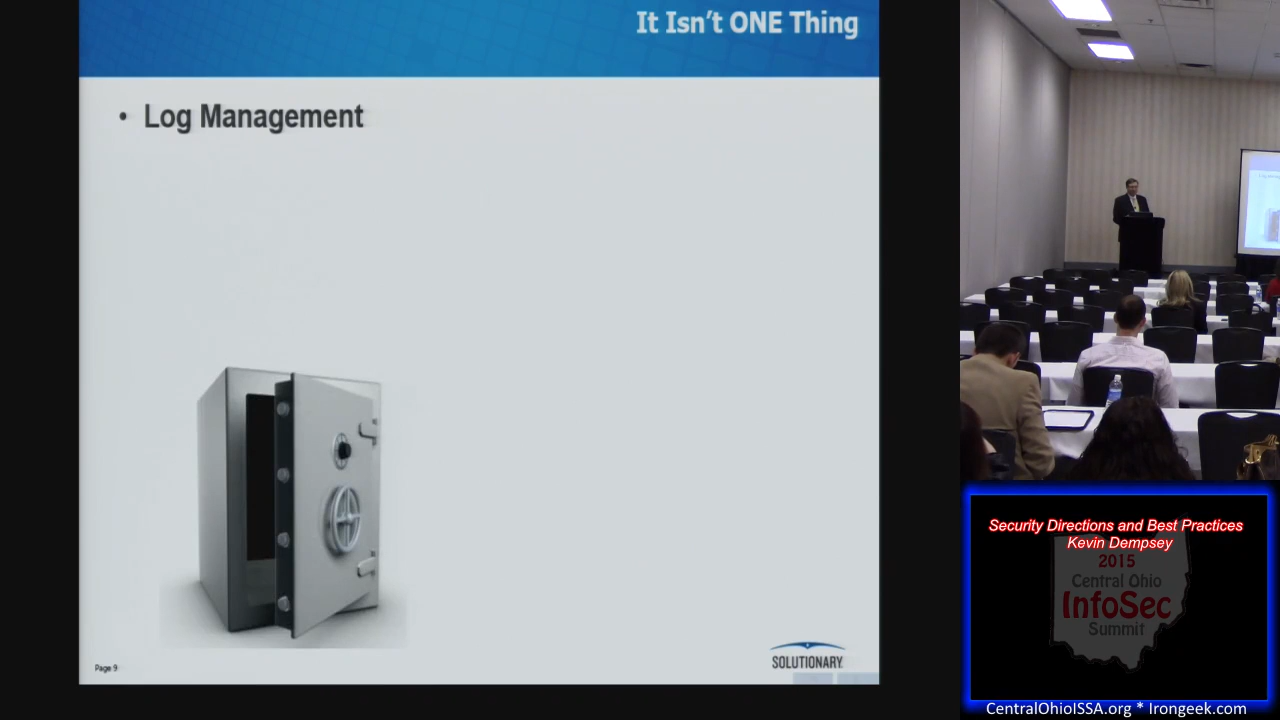 It Isn't ONE Thing
• Log Management
Page 9
SOLUTIONARY
Security Directions and Best Practices
Kevin Dempsey
2015
Central Ohio
InfoSec
Summit
CentralOhioISSA.org * Irongeek.com